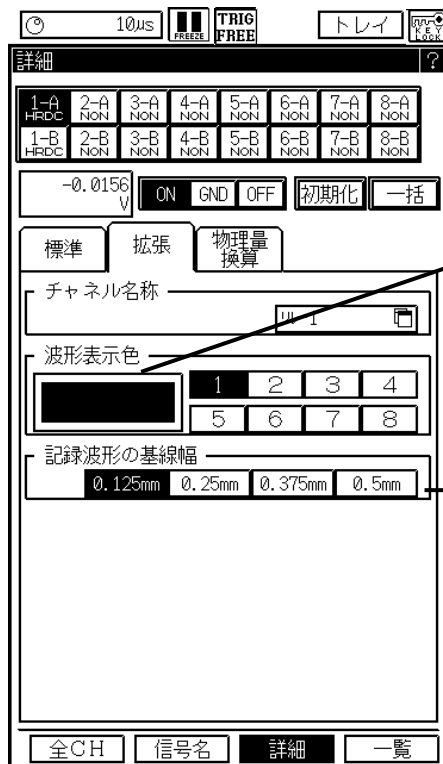 10μs FREEZE TRIG FREE トレイ KEY LOCK
詳細 ?
1-A HRDC 2-A NON 3-A NON 4-A NON 5-A NON 6-A NON 7-A NON 8-A NON
1-B HRDC 2-B NON 3-B NON 4-B NON 5-B NON 6-B NON 7-B NON 8-B NON
-0.0156 V ON GND OFF 初期化 一括
標準 拡張 物理量換算
チャネル名称
1
波形表示色
1 2 3 4
5 6 7 8
記録波形の基線幅
0.125mm 0.25mm 0.375mm 0.5mm
全CH 信号名 詳細 一覧